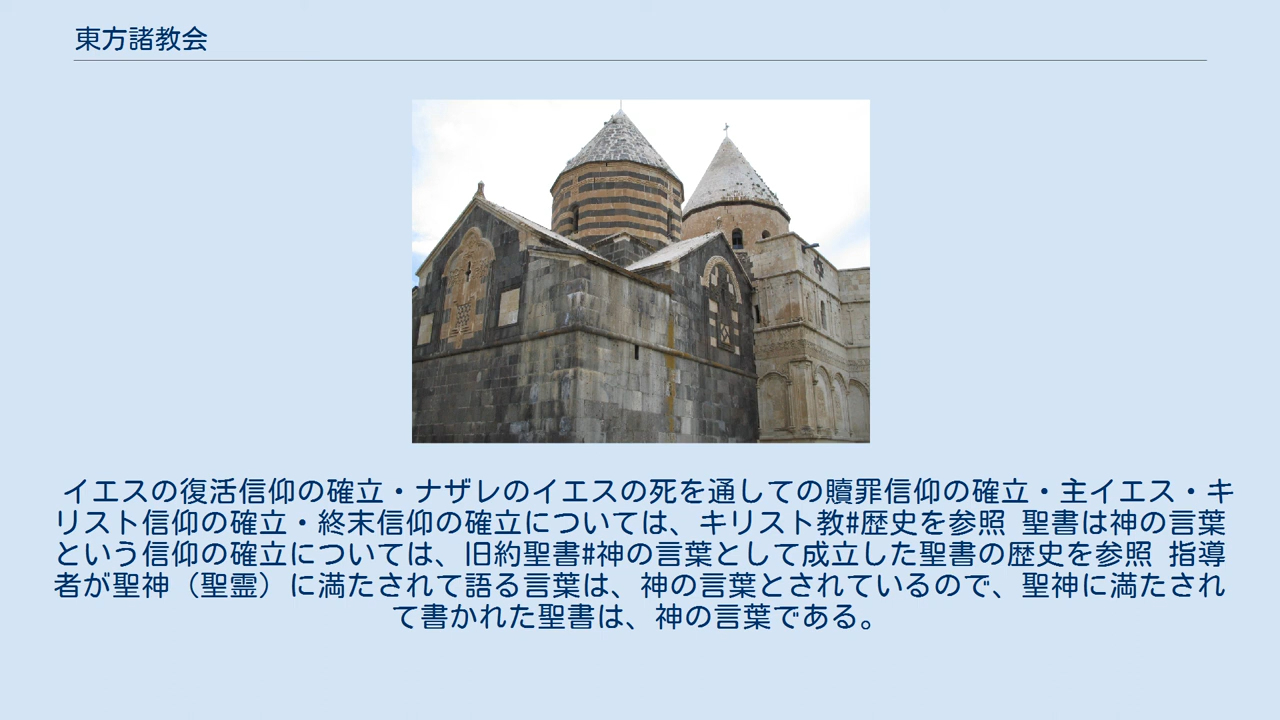 東方諸教会
イエスの復活信仰の確立・ナザレのイエスの死を通しての贖罪信仰の確立・主イエス・キ
リスト信仰の確立・終末信仰の確立については、キリスト教#歴史を参照 聖書は神の言葉
という信仰の確立については、旧約聖書#神の言葉として成立した聖書の歴史を参照 指導
者が聖神（聖霊）に満たされて語る言葉は、神の言葉とされているので、聖神に満たされ
て書かれた聖書は、神の言葉である。